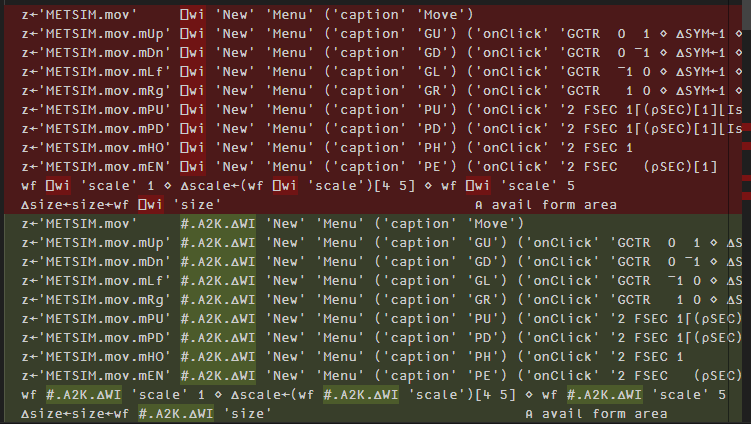 z←'METSIM.mov'     ⎕wi 'New' 'Menu' ('caption' 'Move')
z←'METSIM.mov.mUp' ⎕wi 'New' 'Menu' ('caption' 'GU') ('onClick' 'GCTR  0  1 ⋄ ∆SYM←1 ⋄
z←'METSIM.mov.mDn' ⎕wi 'New' 'Menu' ('caption' 'GD') ('onClick' 'GCTR  0 ¯1 ⋄ ∆SYM←1 ⋄
z←'METSIM.mov.mLf' ⎕wi 'New' 'Menu' ('caption' 'GL') ('onClick' 'GCTR  ¯1 0 ⋄ ∆SYM←1 ⋄
z←'METSIM.mov.mRg' ⎕wi 'New' 'Menu' ('caption' 'GR') ('onClick' 'GCTR   1 0 ⋄ ∆SYM←1 ⋄
z←'METSIM.mov.mPU' ⎕wi 'New' 'Menu' ('caption' 'PU') ('onClick' '2 FSEC 1⌈(⍴SEC)[1]⌊Is
z←'METSIM.mov.mPD' ⎕wi 'New' 'Menu' ('caption' 'PD') ('onClick' '2 FSEC 1⌈(⍴SEC)[1]⌊Is
z←'METSIM.mov.mHO' ⎕wi 'New' 'Menu' ('caption' 'PH') ('onClick' '2 FSEC 1
z←'METSIM.mov.mEN' ⎕wi 'New' 'Menu' ('caption' 'PE') ('onClick' '2 FSEC   (⍴SEC)[1]
wf ⎕wi 'scale' 1 ⋄ ∆scale←(wf ⎕wi 'scale')[4 5] ⋄ wf ⎕wi 'scale' 5
∆size←size←wf ⎕wi 'size'                              ⍝ avail form area
z←'METSIM.mov'     #.A2K.∆WI 'New' 'Menu' ('caption' 'Move')
z←'METSIM.mov.mUp' #.A2K.∆WI 'New' 'Menu' ('caption' 'GU') ('onClick' 'GCTR  0  1 ⋄ ∆S
z←'METSIM.mov.mDn' #.A2K.∆WI 'New' 'Menu' ('caption' 'GD') ('onClick' 'GCTR  0 ¯1 ⋄ ∆S
z←'METSIM.mov.mLf' #.A2K.∆WI 'New' 'Menu' ('caption' 'GL') ('onClick' 'GCTR  ¯1 0 ⋄ ∆S
z←'METSIM.mov.mRg' #.A2K.∆WI 'New' 'Menu' ('caption' 'GR') ('onClick' 'GCTR   1 0 ⋄ ∆S
z←'METSIM.mov.mPU' #.A2K.∆WI 'New' 'Menu' ('caption' 'PU') ('onClick' '2 FSEC 1⌈(⍴SEC)
z←'METSIM.mov.mPD' #.A2K.∆WI 'New' 'Menu' ('caption' 'PD') ('onClick' '2 FSEC 1⌈(⍴SEC)
z←'METSIM.mov.mHO' #.A2K.∆WI 'New' 'Menu' ('caption' 'PH') ('onClick' '2 FSEC 1
z←'METSIM.mov.mEN' #.A2K.∆WI 'New' 'Menu' ('caption' 'PE') ('onClick' '2 FSEC   (⍴SEC)
wf #.A2K.∆WI 'scale' 1 ⋄ ∆scale←(wf #.A2K.∆WI 'scale')[4 5] ⋄ wf #.A2K.∆WI 'scale' 5
∆size←size←wf #.A2K.∆WI 'size'                              ⍝ avail form area